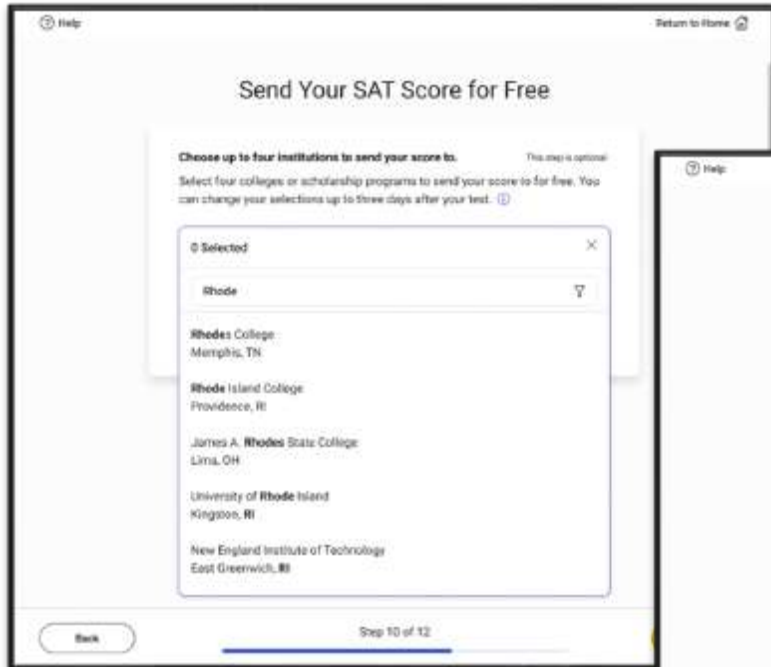 Help
Return to Home
Send Your SAT Score for Free
Choose up to four institutions to send your score to.
This step is optional
Select four colleges or scholarship programs to send your score to for free. You
can change your selections up to three days after your test.
0 Selected
Rhode
Rhodes College
Memphis, TN
Rhode Island College
Providence, RI
James A. Rhodes State College
Lima, OH
University of Rhode Island
Kingston, RI
New England Institute of Technology
East Greenwich, RI
Back
Step 10 of 12
Help